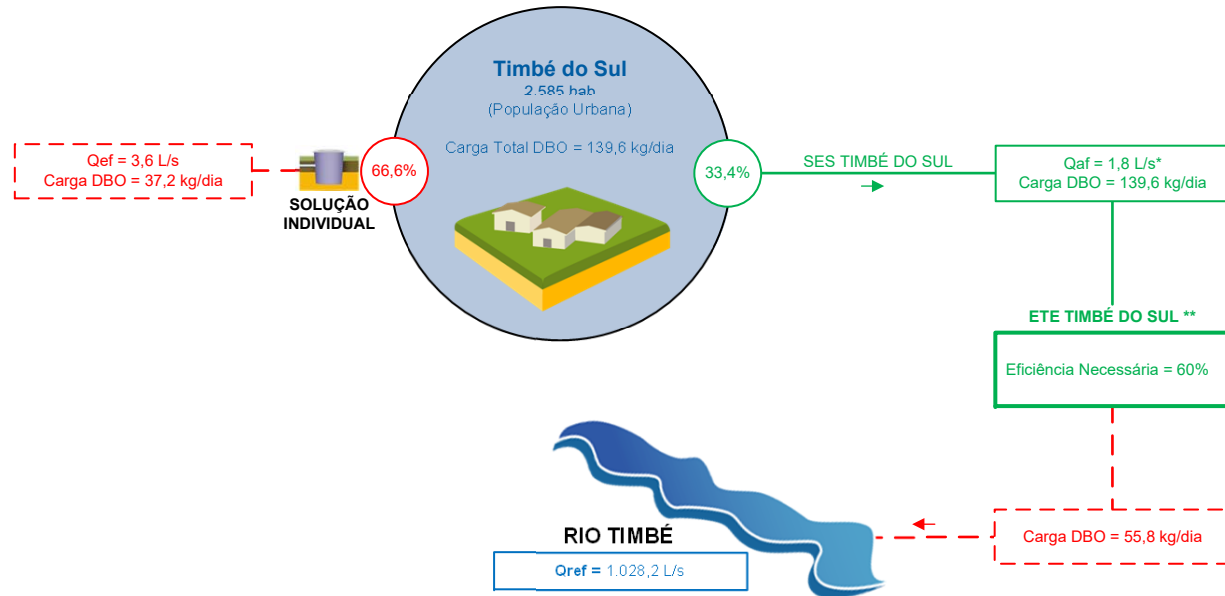 Timbé do Sul
2.585 hab
(População Urbana)
Carga Total DBO = 139,6 kg/dia
Qef = 3,6 L/s
Carga DBO = 37,2 kg/dia
66,6%
SOLUÇÃO
INDIVIDUAL
33,4%
SES TIMBÉ DO SUL
Qaf = 1,8 L/s*
Carga DBO = 139,6 kg/dia
ETE TIMBÉ DO SUL **
Eficiência Necessária = 60%
Carga DBO = 55,8 kg/dia
RIO TIMBÉ
Qref = 1.028,2 L/s